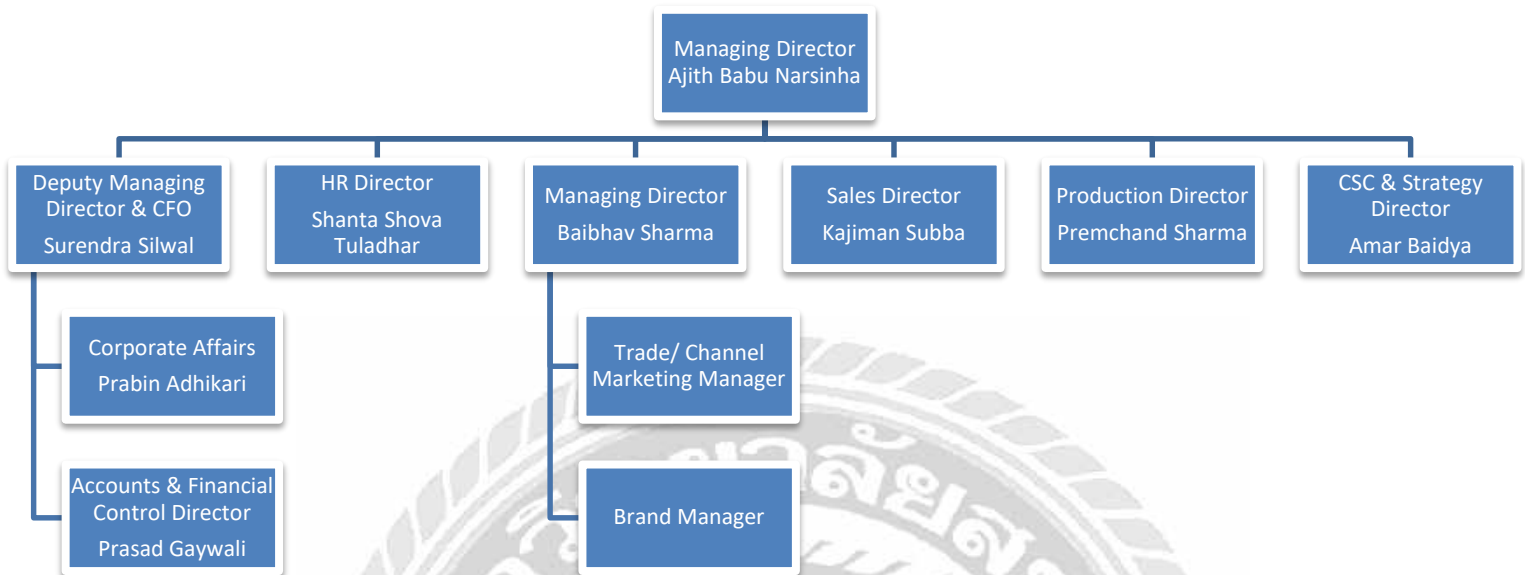 Managing Director
Ajith Babu Narsinha
Deputy Managing
Director & CFO
Surendra Silwal
HR Director
Shanta Shova
Tuladhar
Managing Director
Baibhav Sharma
Sales Director
Kajiman Subba
Production Director
Premchand Sharma
CSC & Strategy
Director
Amar Baidya
Corporate Affairs
Prabin Adhikari
Trade/ Channel
Marketing Manager
Accounts & Financial
Control Director
Prasad Gaywali
Brand Manager